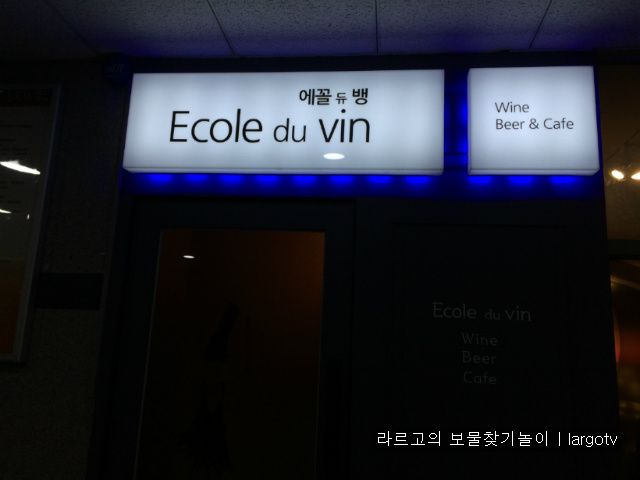 에꼴 듀 뱅
Ecole du vin
Wine
Beer & Cafe
Ecole du vin
Wine
Beer
Cafe
라르고의 보물찾기놀이 | largotv